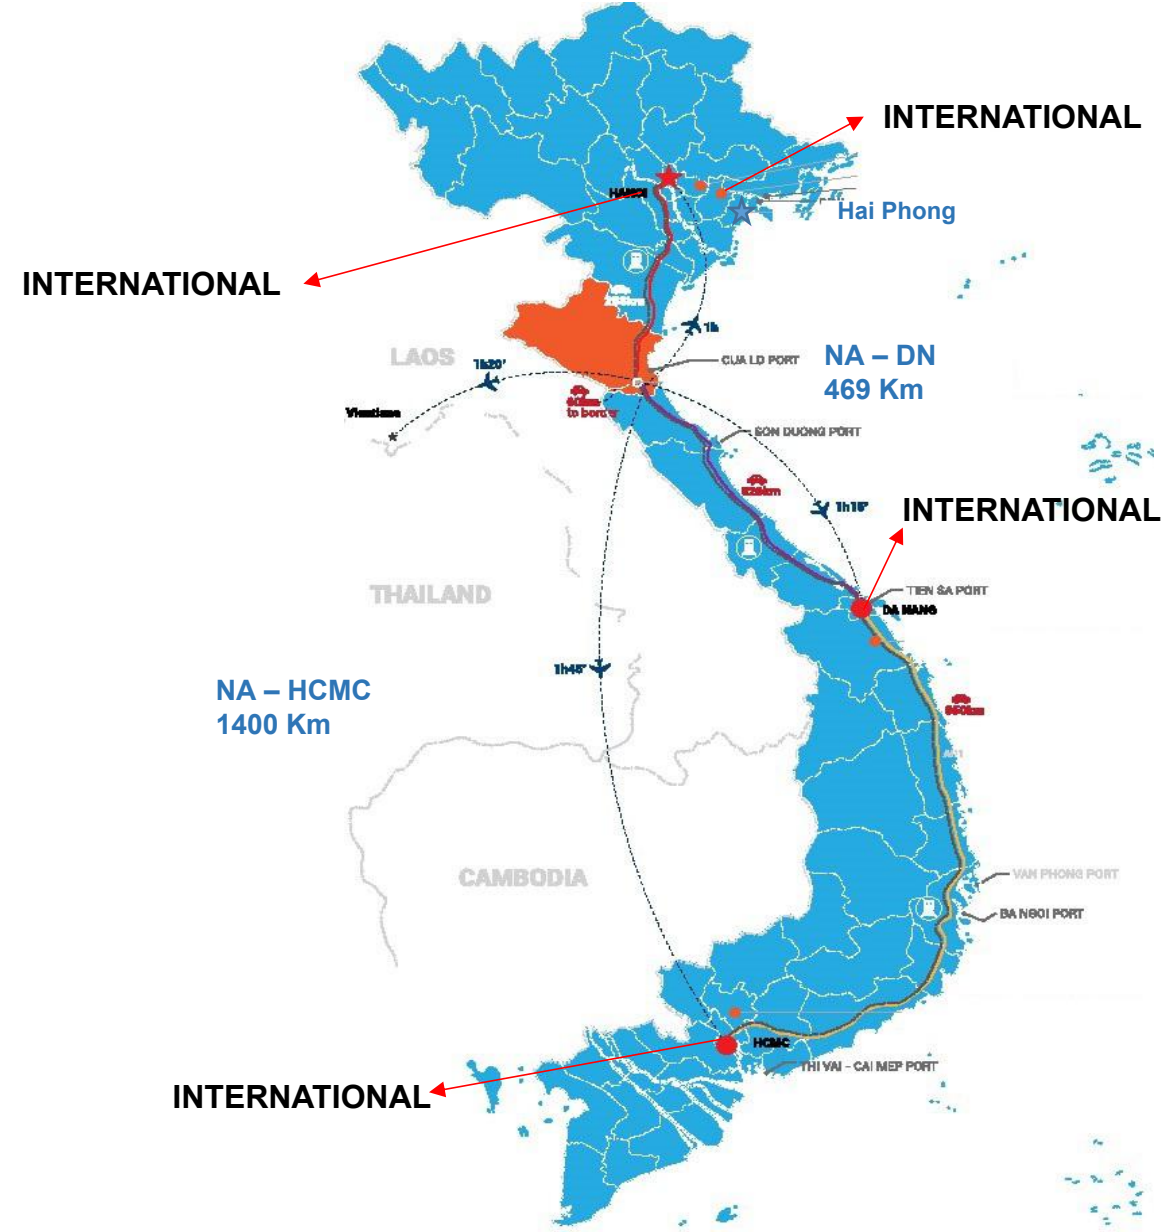 INTERNATIONAL
HANOI
Hai Phong
INTERNATIONAL
1h
LAOS
CUA LO PORT
NA – DN
469 Km
1h20'
Vientiane
to border
SON DUONG PORT
1h15'
INTERNATIONAL
THAILAND
TIEN SA PORT
DA NANG
1h45'
NA – HCMC
1400 Km
CAMBODIA
VAN PHONG PORT
BA NGOI PORT
HCMC
THI VAI - CAI MEP PORT
INTERNATIONAL